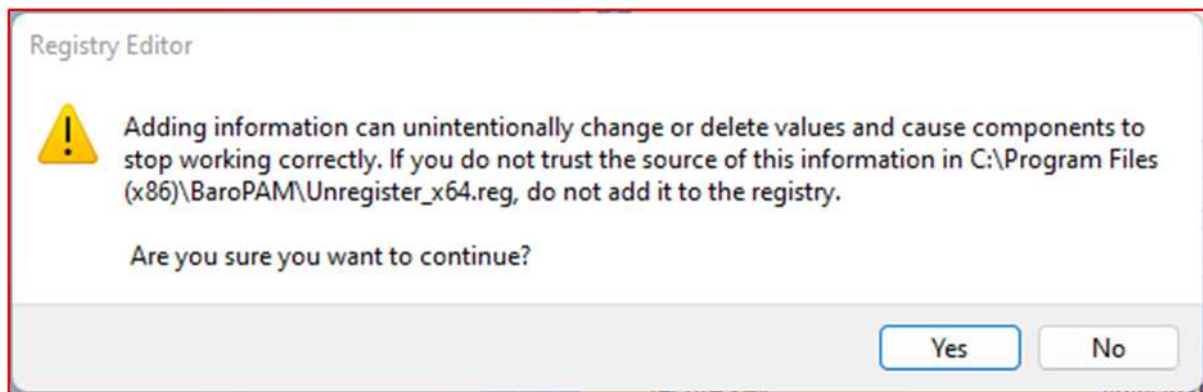 Registry Editor
Adding information can unintentionally change or delete values and cause components to
stop working correctly. If you do not trust the source of this information in C:\Program Files
(x86)\BaroPAM\Unregister_x64.reg, do not add it to the registry.
Are you sure you want to continue?
Yes No